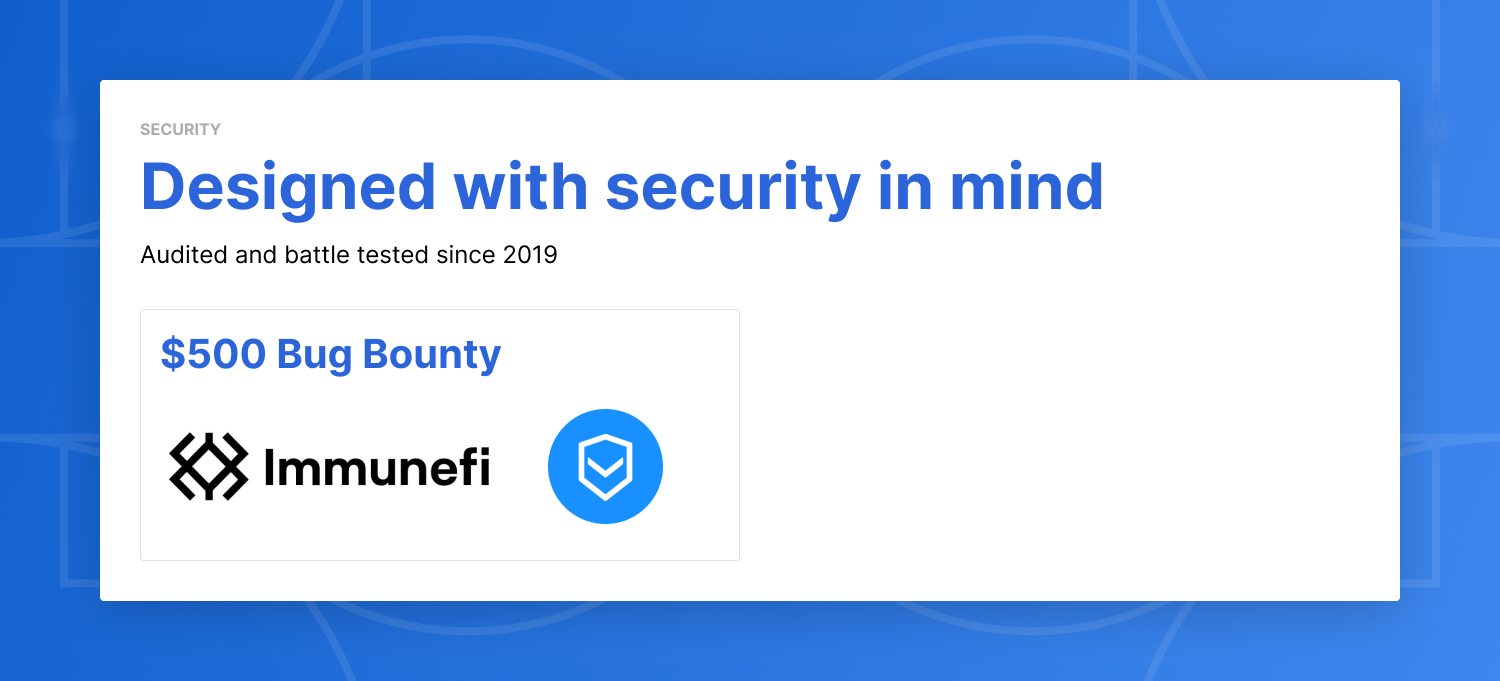 SECURITY
Designed with security in mind
Audited and battle tested since 2019
$500 Bug Bounty
Immunefi